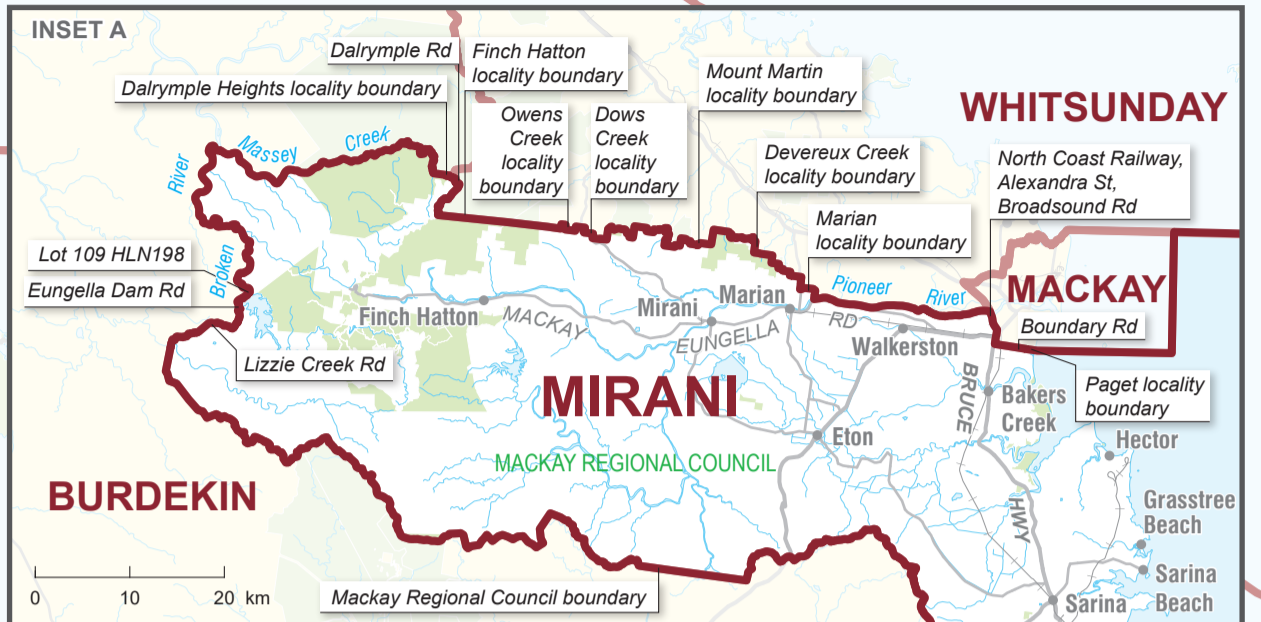 INSET A
Dalrymple Rd
Finch Hatton
locality boundary
Dalrymple Heights locality boundary
Mount Martin
locality boundary
WHITSUNDAY
Owens
Creek
locality
boundary
Dows
Creek
locality
boundary
Devereux Creek
locality boundary
North Coast Railway,
Alexandra St,
Broadsound Rd
River
Massey
Creek
Marian
locality boundary
Lot 109 HLN198
Eungella Dam Rd
Broken
Pioneer
River
MACKAY
Boundary Rd
Finch Hatton
MACKAY
EUNGELLA
RD
Mirani
Marian
Walkerston
Lizzie Creek Rd
MIRANI
BRUCE
HWY
Bakers
Creek
Paget locality
boundary
Eton
Hector
MACKAY REGIONAL COUNCIL
BURDEKIN
Grasstree
Beach
Sarina
Beach
Sarina
0 10 20 km
Mackay Regional Council boundary